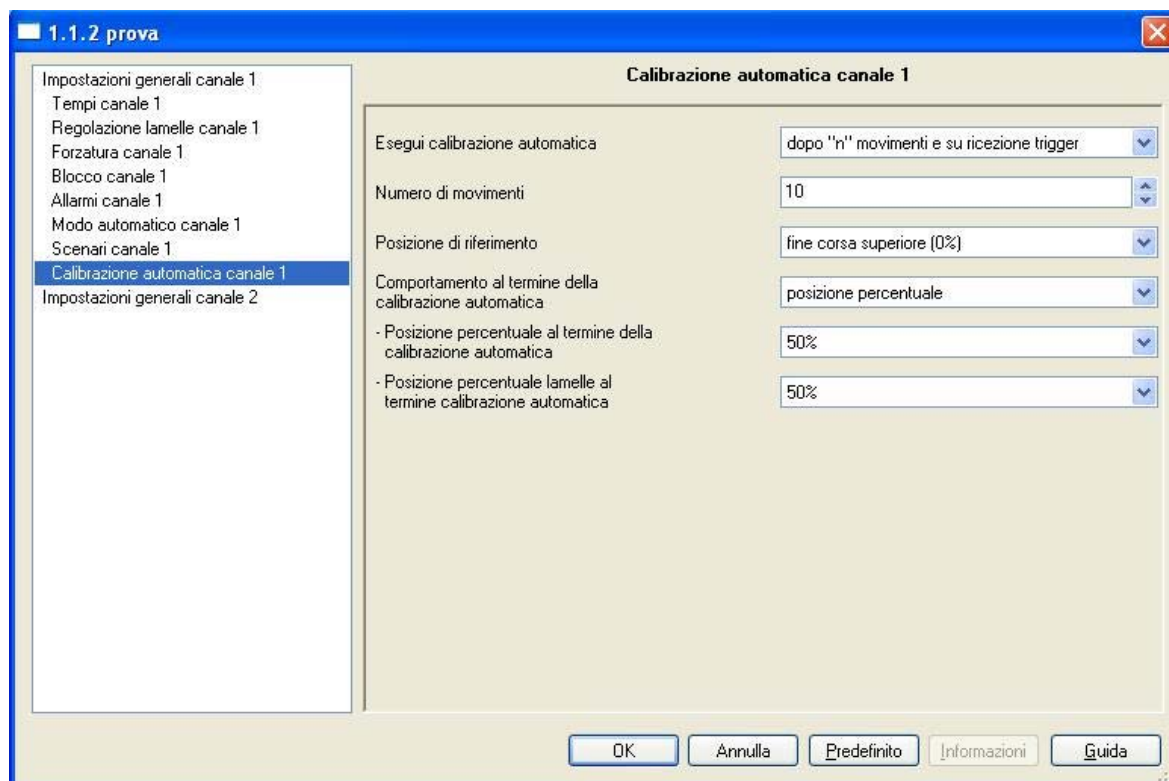 1.1.2 prova
Impostazioni generali canale 1
Tempi canale 1
Regolazione lamelle canale 1
Forzatura canale 1
Blocco canale 1
Allarmi canale 1
Modo automatico canale 1
Scenari canale 1
Calibrazione automatica canale 1
Impostazioni generali canale 2
Calibrazione automatica canale 1
Esegui calibrazione automatica
dopo "n" movimenti e su ricezione trigger
Numero di movimenti
10
Posizione di riferimento
fine corsa superiore (0%)
Comportamento al termine della
calibrazione automatica
posizione percentuale
- Posizione percentuale al termine della
calibrazione automatica
50%
- Posizione percentuale lamelle al
termine calibrazione automatica
50%
OK
Annulla
Predefinito
Informazioni
Guida